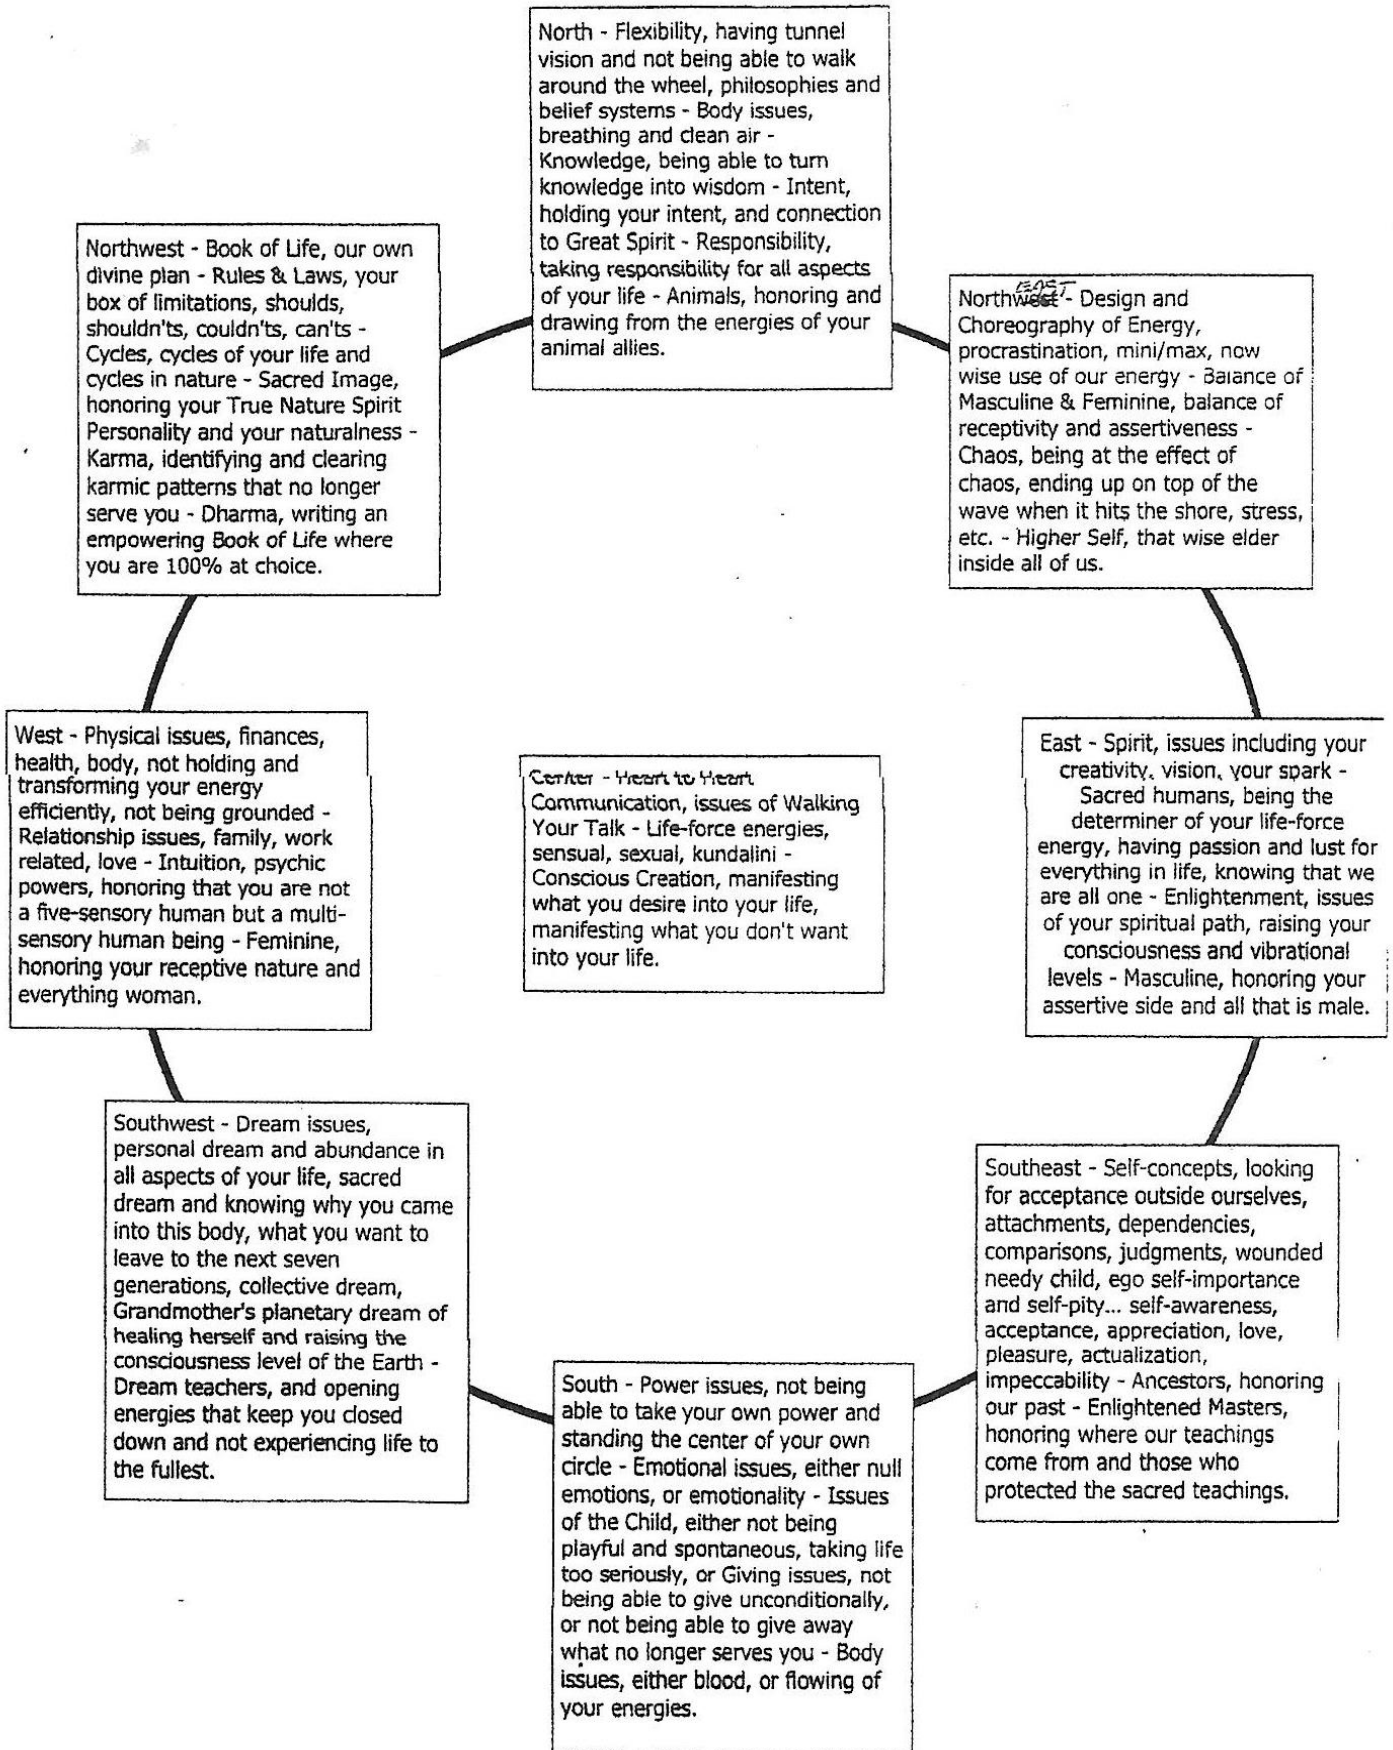 North - Flexibility, having tunnel
vision and not being able to walk
around the wheel, philosophies and
belief systems - Body issues,
breathing and clean air -
Knowledge, being able to turn
knowledge into wisdom - Intent,
holding your intent, and connection
to Great Spirit - Responsibility,
taking responsibility for all aspects
of your life - Animals, honoring and
drawing from the energies of your
animal allies.
Northwest - Book of Life, our own
divine plan - Rules & Laws, your
box of limitations, shoulds,
shouldn'ts, couldn'ts, can'ts -
Cycles, cycles of your life and
cycles in nature - Sacred Image,
honoring your True Nature Spirit
Personality and your naturalness -
Karma, identifying and clearing
karmic patterns that no longer
serve you - Dharma, writing an
empowering Book of Life where
you are 100% at choice.
EAST
Northwest - Design and
Choreography of Energy,
procrastination, mini/max, now
wise use of our energy - Balance of
Masculine & Feminine, balance of
receptivity and assertiveness -
Chaos, being at the effect of
chaos, ending up on top of the
wave when it hits the shore, stress,
etc. - Higher Self, that wise elder
inside all of us.
West - Physical issues, finances,
health, body, not holding and
transforming your energy
efficiently, not being grounded -
Relationship issues, family, work
related, love - Intuition, psychic
powers, honoring that you are not
a five-sensory human but a multi-
sensory human being - Feminine,
honoring your receptive nature and
everything woman.
Center - Heart to Heart
Communication, issues of Walking
Your Talk - Life-force energies,
sensual, sexual, kundalini -
Conscious Creation, manifesting
what you desire into your life,
manifesting what you don't want
into your life.
East - Spirit, issues including your
creativity, vision, your spark -
Sacred humans, being the
determiner of your life-force
energy, having passion and lust for
everything in life, knowing that we
are all one - Enlightenment, issues
of your spiritual path, raising your
consciousness and vibrational
levels - Masculine, honoring your
assertive side and all that is male.
Southwest - Dream issues,
personal dream and abundance in
all aspects of your life, sacred
dream and knowing why you came
into this body, what you want to
leave to the next seven
generations, collective dream,
Grandmother's planetary dream of
healing herself and raising the
consciousness level of the Earth -
Dream teachers, and opening
energies that keep you closed
down and not experiencing life to
the fullest.
South - Power issues, not being
able to take your own power and
standing the center of your own
circle - Emotional issues, either null
emotions, or emotionality - Issues
of the Child, either not being
playful and spontaneous, taking life
too seriously, or Giving issues, not
being able to give unconditionally,
or not being able to give away
what no longer serves you - Body
issues, either blood, or flowing of
your energies.
Southeast - Self-concepts, looking
for acceptance outside ourselves,
attachments, dependencies,
comparisons, judgments, wounded
needy child, ego self-importance
and self-pity... self-awareness,
acceptance, appreciation, love,
pleasure, actualization,
impeccability - Ancestors, honoring
our past - Enlightened Masters,
honoring where our teachings
come from and those who
protected the sacred teachings.